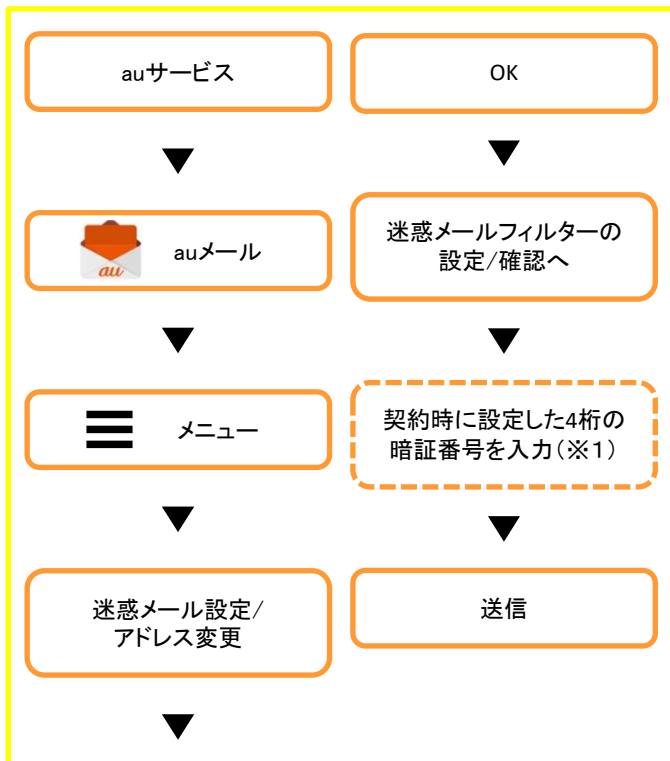 auサービス
au
auメール
メニュー
迷惑メール設定/
アドレス変更
OK
迷惑メールフィルターの
設定/確認へ
契約時に設定した4桁の
暗証番号を入力(※1)
送信